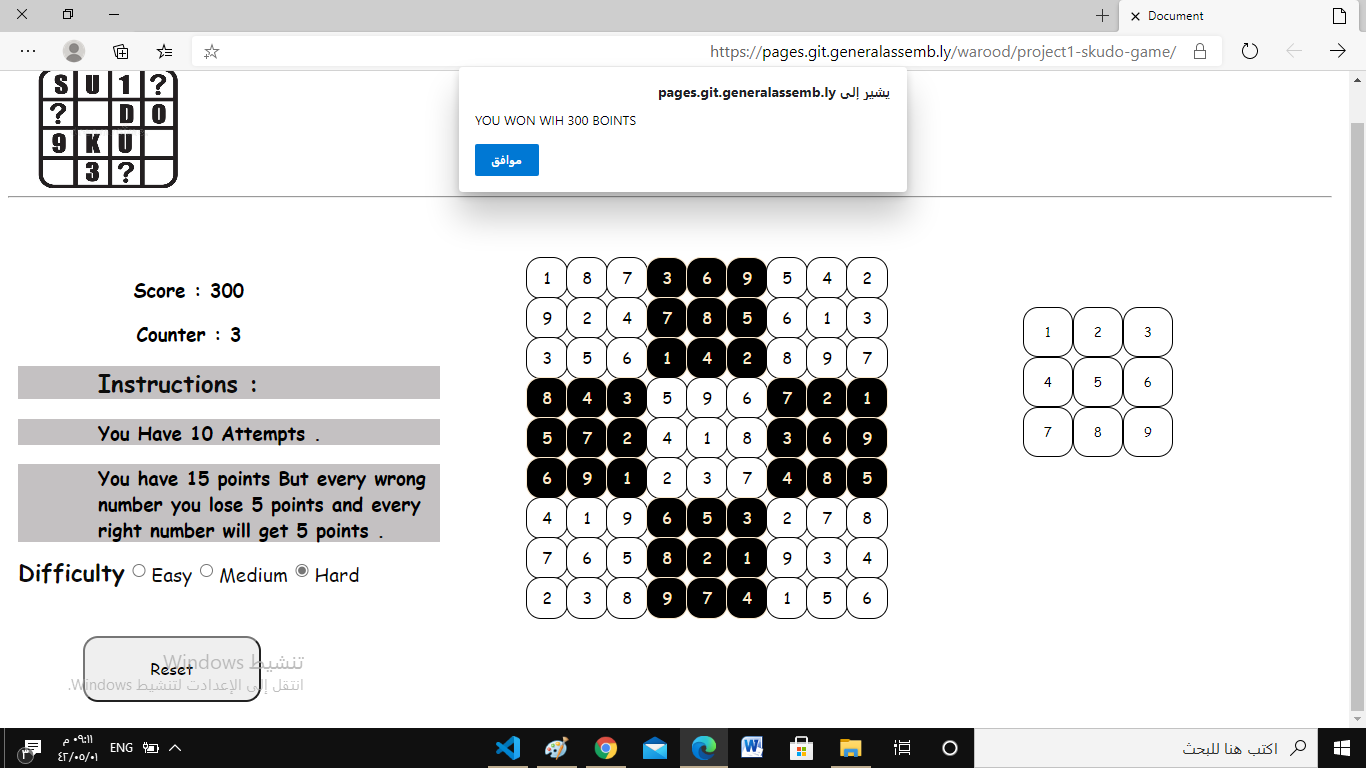 Document
https://pages.git.generalassemb.ly/warood/project1-skudo-game/
S U 1 ?
? D O
9 K U
3 ?
يشير إلى pages.git.generalassemb.ly
YOU WON WIH 300 BOINTS
موافق
Score : 300
Counter : 3
Instructions :
You Have 10 Attempts .
You have 15 points But every wrong
number you lose 5 points and every
right number will get 5 points .
Difficulty Easy Medium Hard
Reset
1 8 7 3 6 9 5 4 2
9 2 4 7 8 5 6 1 3
3 5 6 1 4 2 8 9 7
8 4 3 5 9 6 7 2 1
5 7 2 4 1 8 3 6 9
6 9 1 2 3 7 4 8 5
4 1 9 6 5 3 2 7 8
7 6 5 8 2 1 9 3 4
2 3 8 9 7 4 1 5 6
1 2 3
4 5 6
7 8 9
تنشيط Windows
انتقل إلى الإعدادت لتنشيط Windows.
٣
٠٩:١١ م
٤٢/٠٥/٠١
ENG
اكتب هنا للبحث